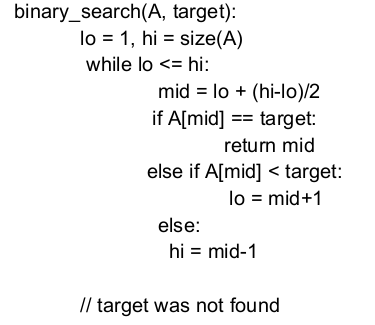 binary_search(A, target):
lo = 1, hi = size(A)
while lo <= hi:
mid = lo + (hi-lo)/2
if A[mid] == target:
return mid
else if A[mid] < target:
lo = mid+1
else:
hi = mid-1
// target was not found